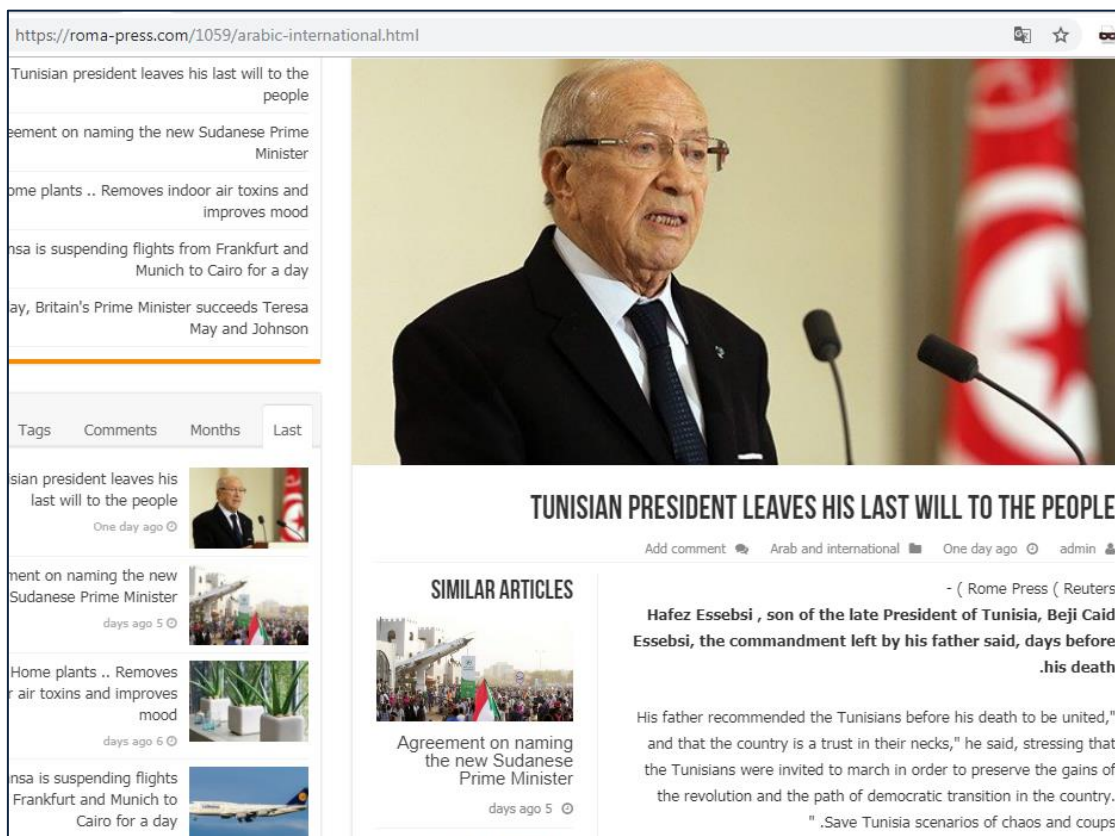 https://roma-press.com/1059/arabic-international.html
Tunisian president leaves his last will to the
people
on naming the new Sudanese Prime
Minister
plants .. Removes indoor air toxins and
improves mood
is suspending flights from Frankfurt and
Munich to Cairo for a day
Britain's Prime Minister succeeds Teresa
May and Johnson
Tags Comments Months Last
president leaves his
last will to the people
One day ago
on naming the new
Sudanese Prime Minister
days ago 5
Home plants .. Removes
air toxins and improves
mood
days ago 6
is suspending flights
Frankfurt and Munich to
Cairo for a day
TUNISIAN PRESIDENT LEAVES HIS LAST WILL TO THE PEOPLE
Add comment Arab and international One day ago admin
SIMILAR ARTICLES
Agreement on naming
the new Sudanese
Prime Minister
days ago 5
- ( Rome Press ( Reuters
Hafez Essebsi , son of the late President of Tunisia, Beji Caid
Essebsi, the commandment left by his father said, days before
.his death
His father recommended the Tunisians before his death to be united,"
and that the country is a trust in their necks," he said, stressing that
the Tunisians were invited to march in order to preserve the gains of
the revolution and the path of democratic transition in the country.
" .Save Tunisia scenarios of chaos and coups